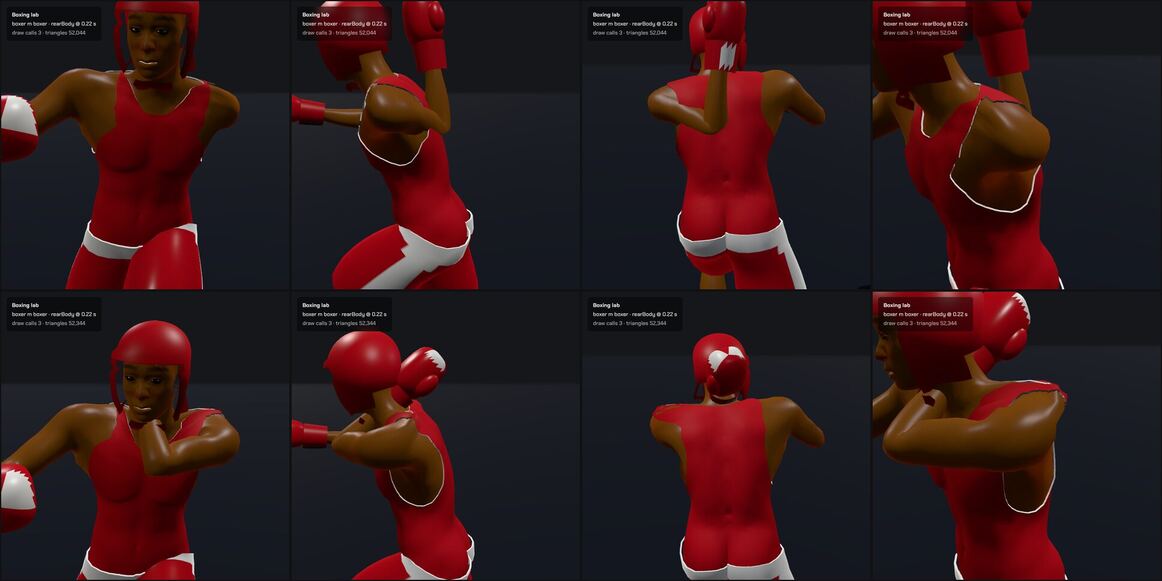 Boxing lab
boxer m boxer · rearBody @ 0.22 s
draw calls 3 · triangles 52,044
Boxing lab
boxer m boxer · rearBody @ 0.22 s
draw calls 3 · triangles 52,044
Boxing lab
boxer m boxer · rearBody @ 0.22 s
draw calls 3 · triangles 52,044
Boxing lab
boxer m boxer · rearBody @ 0.22 s
draw calls 3 · triangles 52,044
Boxing lab
boxer m boxer · rearBody @ 0.22 s
draw calls 3 · triangles 52,344
Boxing lab
boxer m boxer · rearBody @ 0.22 s
draw calls 3 · triangles 52,344
Boxing lab
boxer m boxer · rearBody @ 0.22 s
draw calls 3 · triangles 52,344
Boxing lab
boxer m boxer · rearBody @ 0.22 s
draw calls 3 · triangles 52,344